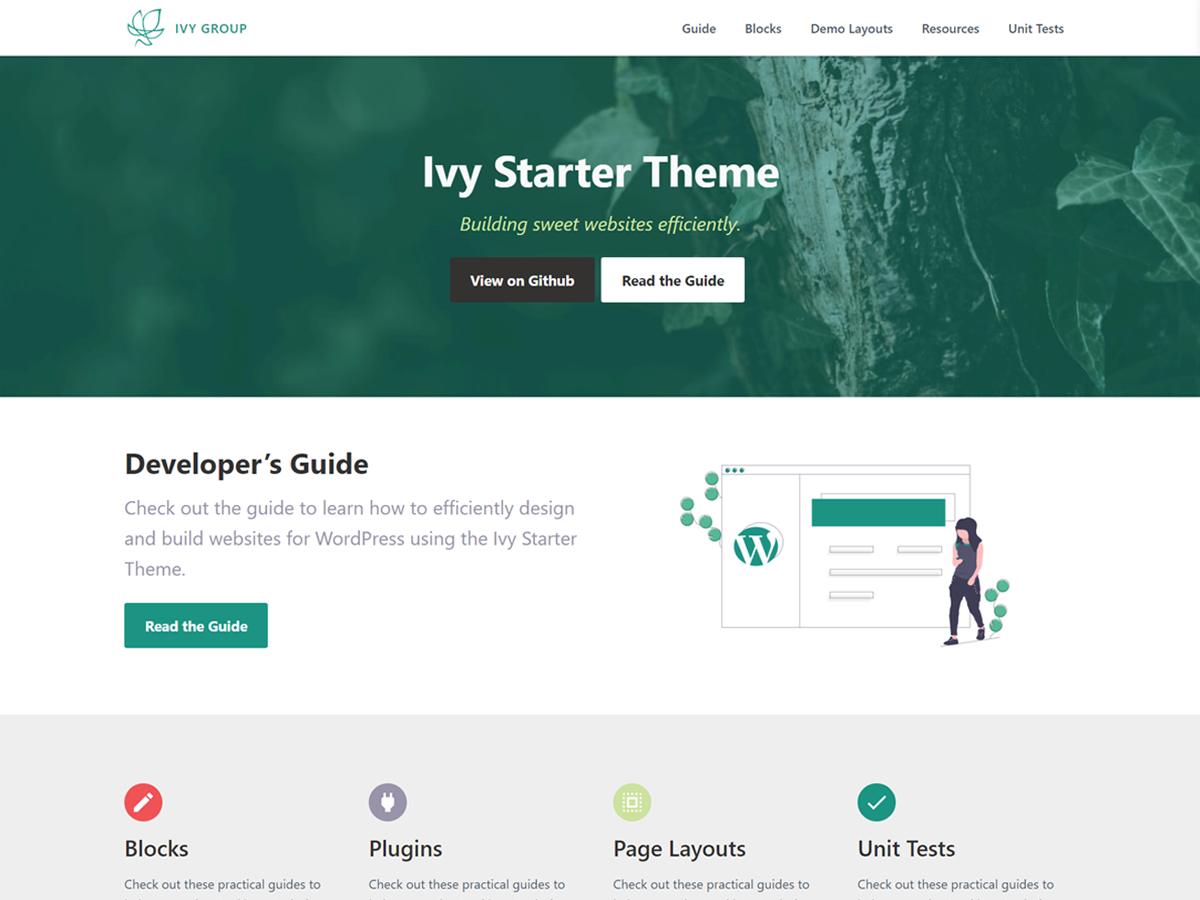 IVY GROUP
Guide Blocks Demo Layouts Resources Unit Tests
Ivy Starter Theme
Building sweet websites efficiently.
View on Github Read the Guide
Developer’s Guide
Check out the guide to learn how to efficiently design
and build websites for WordPress using the Ivy Starter
Theme.
Read the Guide
Blocks
Check out these practical guides to
Plugins
Check out these practical guides to
Page Layouts
Check out these practical guides to
Unit Tests
Check out these practical guides to